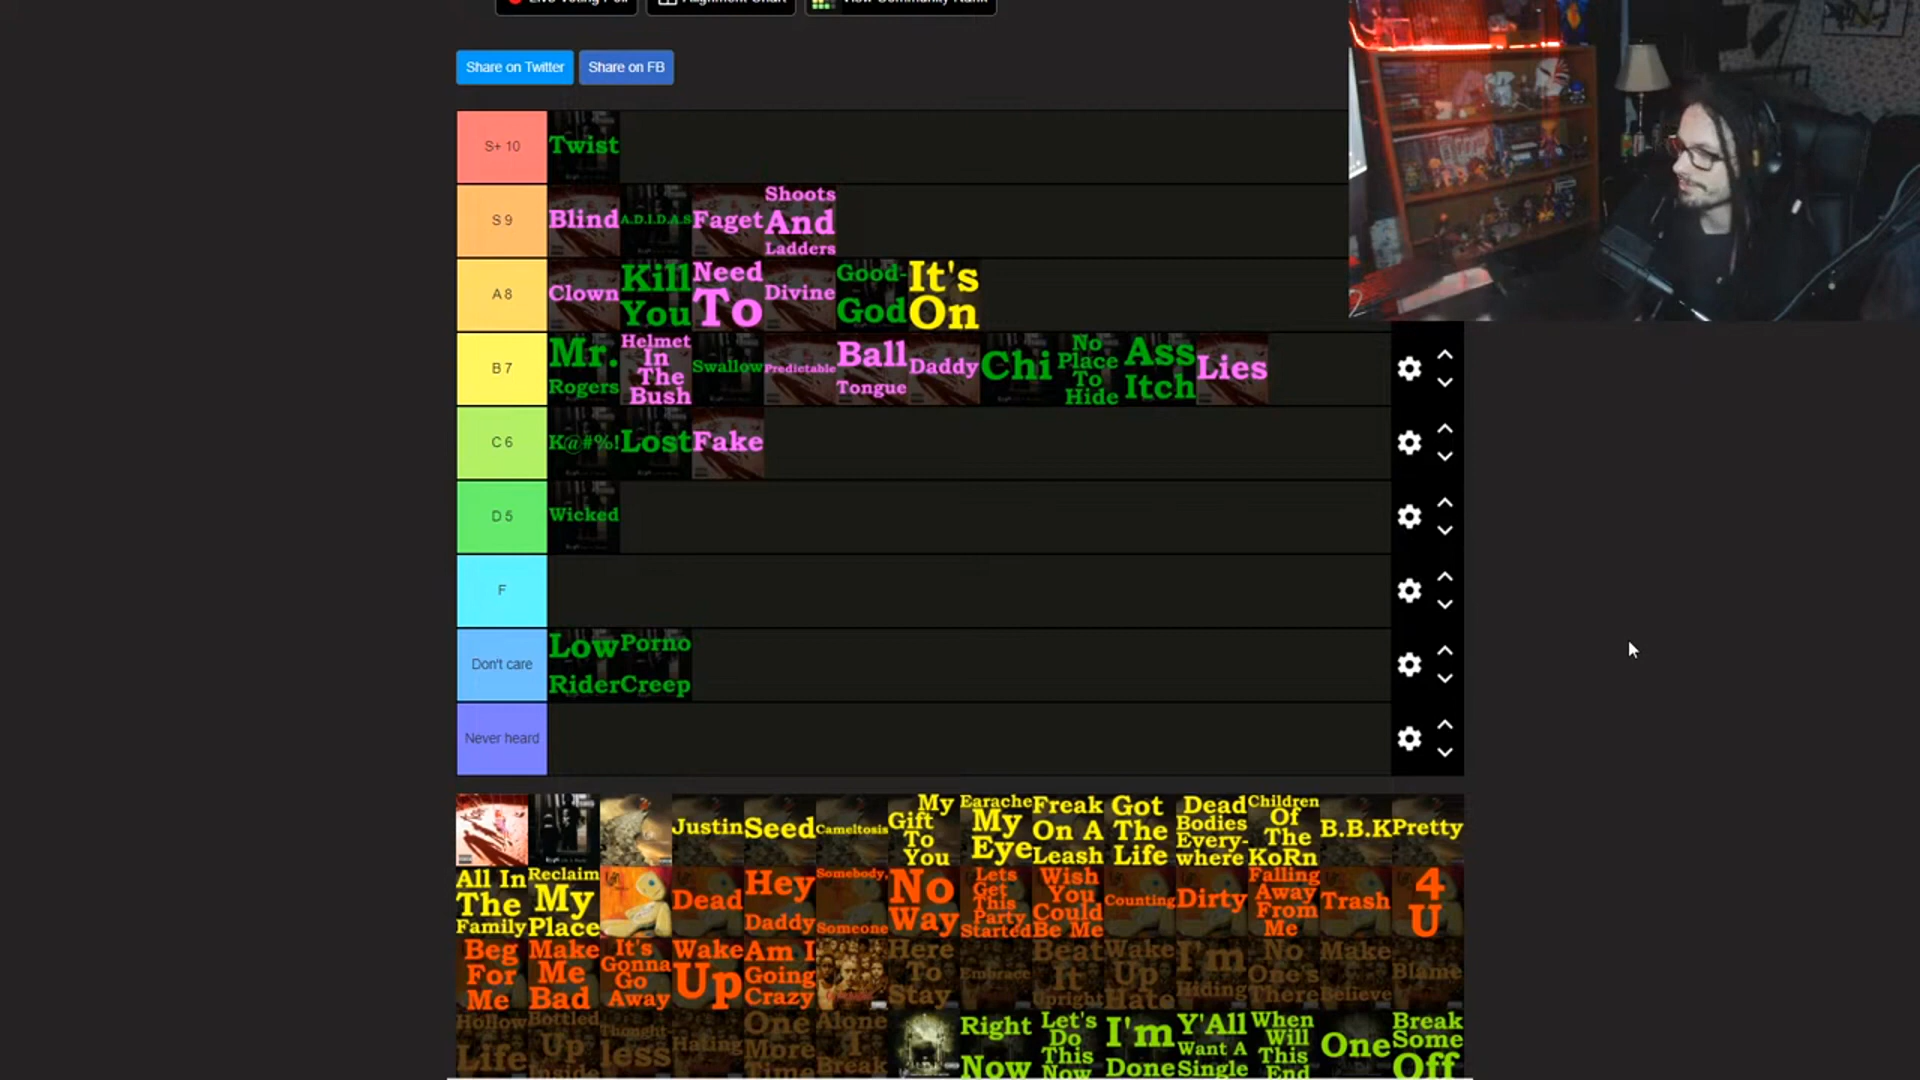 Share on Twitter
Share on FB
S+ 10
Twist
S 9
Blind
A.D.I.D.A.S
Faget
Shoots
And
Ladders
A 8
Clown
Kill
You
Need
To
Divine
Good-
God
It's
On
B 7
Mr.
Rogers
Helmet
In
The
Bush
Swallow
Predictable
Ball
Tongue
Daddy
Chi
No
Place
To
Hide
Ass
Itch
Lies
C 6
K@#%!
Lost
Fake
D 5
Wicked
F
Don't care
Low
Rider
Porno
Creep
Never heard
Justin
Seed
Cameltosis
My
Gift
To
You
Earache
My
Eye
Freak
On A
Leash
Got
The
Life
Dead
Bodies
Every-
where
Children
Of
The
KoRn
B.B.K
Pretty
All In
The
Family
Reclaim
My
Place
Dead
Hey
Daddy
Somebody,
Someone
No
Way
Lets
Get
This
Party
Started
Wish
You
Could
Be Me
Counting
Dirty
Falling
Away
From
Me
Trash
4
U
Beg
For
Me
Make
Me
Bad
It's
Gonna
Go
Away
Wake
Up
Am I
Going
Crazy
Here
To
Stay
Embrace
Beat
It
Upright
Wake
Up
Hate
I'm
Hiding
No
One's
There
Make
Believe
Blame
Hollow
Life
Bottled
Up
Inside
Thought
less
Hating
One
More
Time
Alone
I
Break
Right
Now
Let's
Do
This
Now
I'm
Done
Y'All
Want A
Single
When
Will
This
End
One
Break
Some
Off